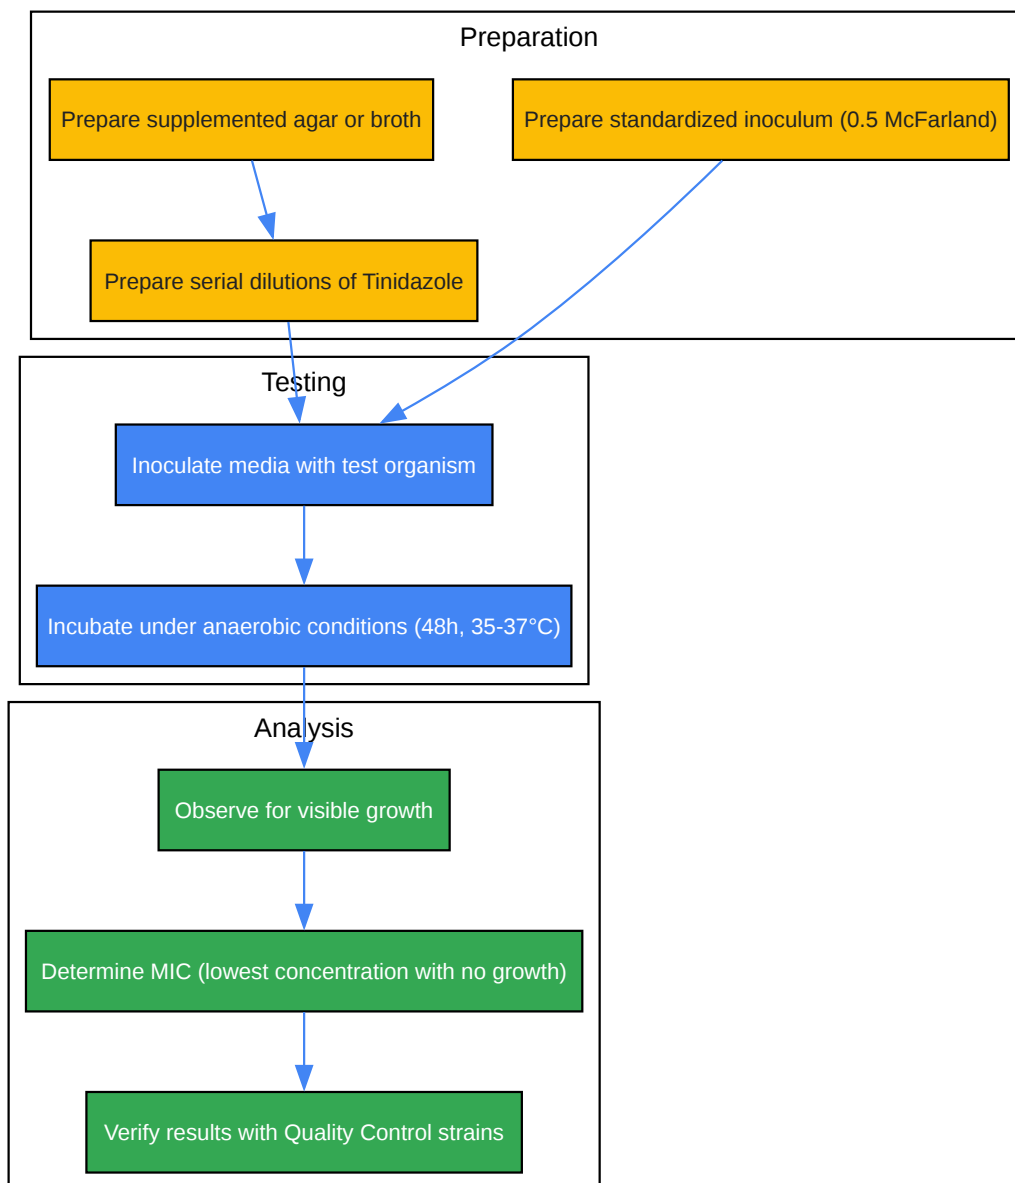 Preparation
Prepare supplemented agar or broth
Prepare standardized inoculum (0.5 McFarland)
Prepare serial dilutions of Tinidazole
Testing
Inoculate media with test organism
Incubate under anaerobic conditions (48h, 35-37°C)
Analysis
Observe for visible growth
Determine MIC (lowest concentration with no growth)
Verify results with Quality Control strains